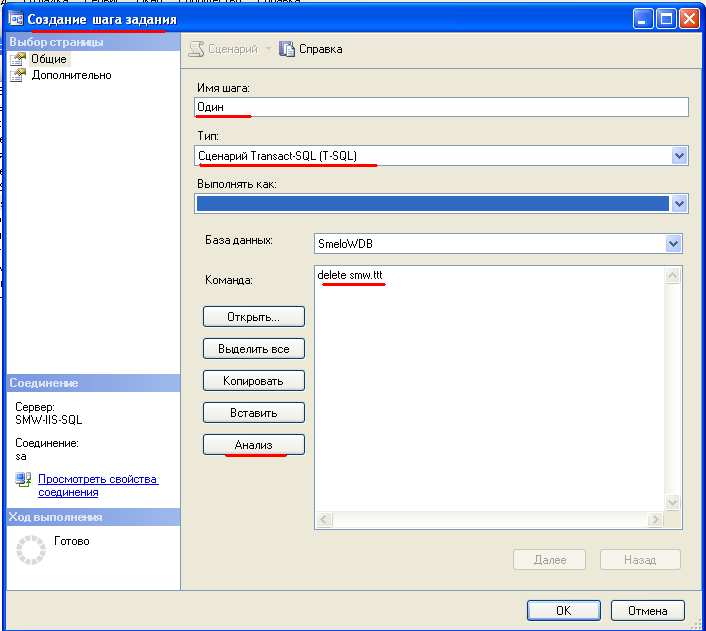 Создание шага задания
Выбор страницы
Общие
Дополнительно
Сценарий
Справка
Имя шага:
Один
Тип:
Сценарий Transact-SQL (T-SQL)
Выполнять как:
База данных:
SmeloWDB
Команда:
delete smw.ttt
Открыть...
Выделить все
Копировать
Вставить
Анализ
Соединение
Сервер:
SMW-IIS-SQL
Соединение:
sa
Просмотреть свойства
соединения
Ход выполнения
Готово
Далее
Назад
OK
Отмена